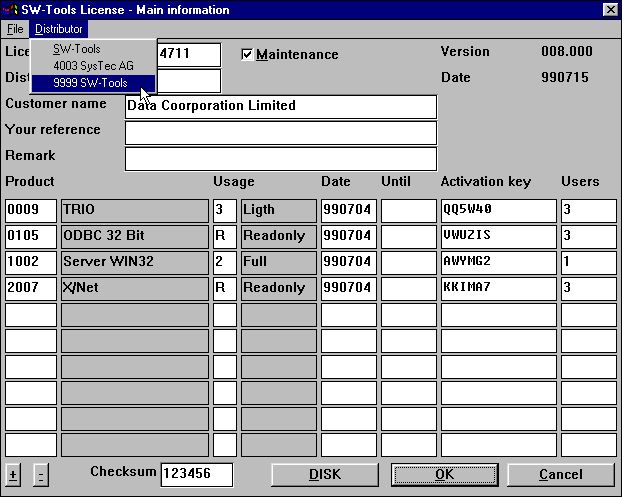 SW-Tools License - Main information
File Distributor
Lice 4711 Maintenance Version 008.000
SW-Tools
4003 SysTec AG
9999 SW-Tools
Dist Date 990715
Customer name Data Coorporation Limited
Your reference
Remark
Product Usage Date Until Activation key Users
0009 TRIO 3 Ligth 990704 QQ5W40 3
0105 ODBC 32 Bit R Readonly 990704 VWUZIS 3
1002 Server WIN32 2 Full 990704 AWYMG2 1
2007 X/Net R Readonly 990704 KKIMA7 3
+ - Checksum 123456 DISK OK Cancel